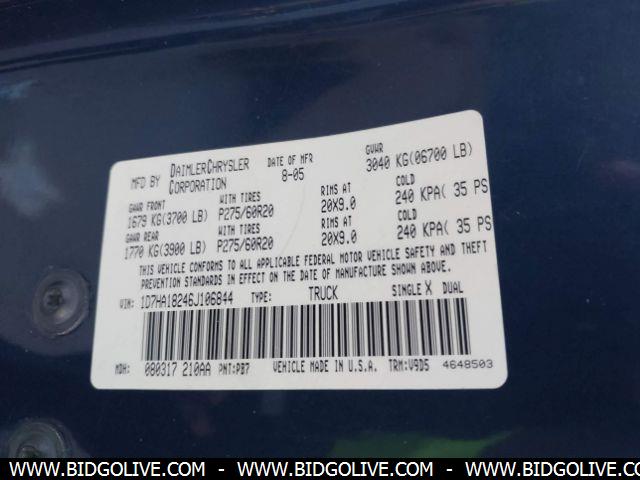 MFD BY DAIMLERCHRYSLER CORPORATION DATE OF MFR 8-05 GVWR 3040 KG(06700 LB)
GAWR FRONT WITH TIRES RIMS AT COLD
1679 KG(3700 LB) P275/60R20 20X9.0 240 KPA( 35 PS
GAWR REAR WITH TIRES RIMS AT COLD
1770 KG(3900 LB) P275/60R20 20X9.0 240 KPA( 35 PS
THIS VEHICLE CONFORMS TO ALL APPLICABLE FEDERAL MOTOR VEHICLE SAFETY AND THEFT
PREVENTION STANDARDS IN EFFECT ON THE DATE OF MANUFACTURE SHOWN ABOVE.
VIN: 1D7HA18246J106844 TYPE: TRUCK SINGLE X DUAL
MDH: 080317 210AA PNT:PB7 VEHICLE MADE IN U.S.A. TRM:V9D5 4648503
WWW.BIDGOLIVE.COM - WWW.BIDGOLIVE.COM - WWW.BIDGOLIVE.COM